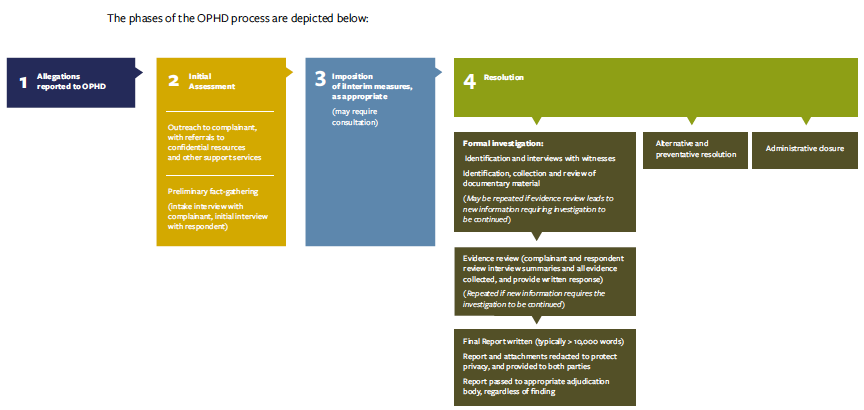 The phases of the OPHD process are depicted below:
1 Allegations
reported to OPHD
2 Initial
Assessment
Outreach to complainant,
with referrals to
confidential resources
and other support services
Preliminary fact-gathering
(intake interview with
complainant, initial interview
with respondent)
3 Imposition
of iInterim measures,
as appropriate
(may require
consultation)
4 Resolution
Formal investigation:
Identification and interviews with witnesses
Identification, collection and review of
documentary material
(May be repeated if evidence review leads to
new information requiring investigation to
be continued)
Evidence review (complainant and respondent
review interview summaries and all evidence
collected, and provide written response)
(Repeated if new information requires the
investigation to be continued)
Final Report written (typically > 10,000 words)
Report and attachments redacted to protect
privacy, and provided to both parties
Report passed to appropriate adjudication
body, regardless of finding
Alternative and
preventative resolution
Administrative closure